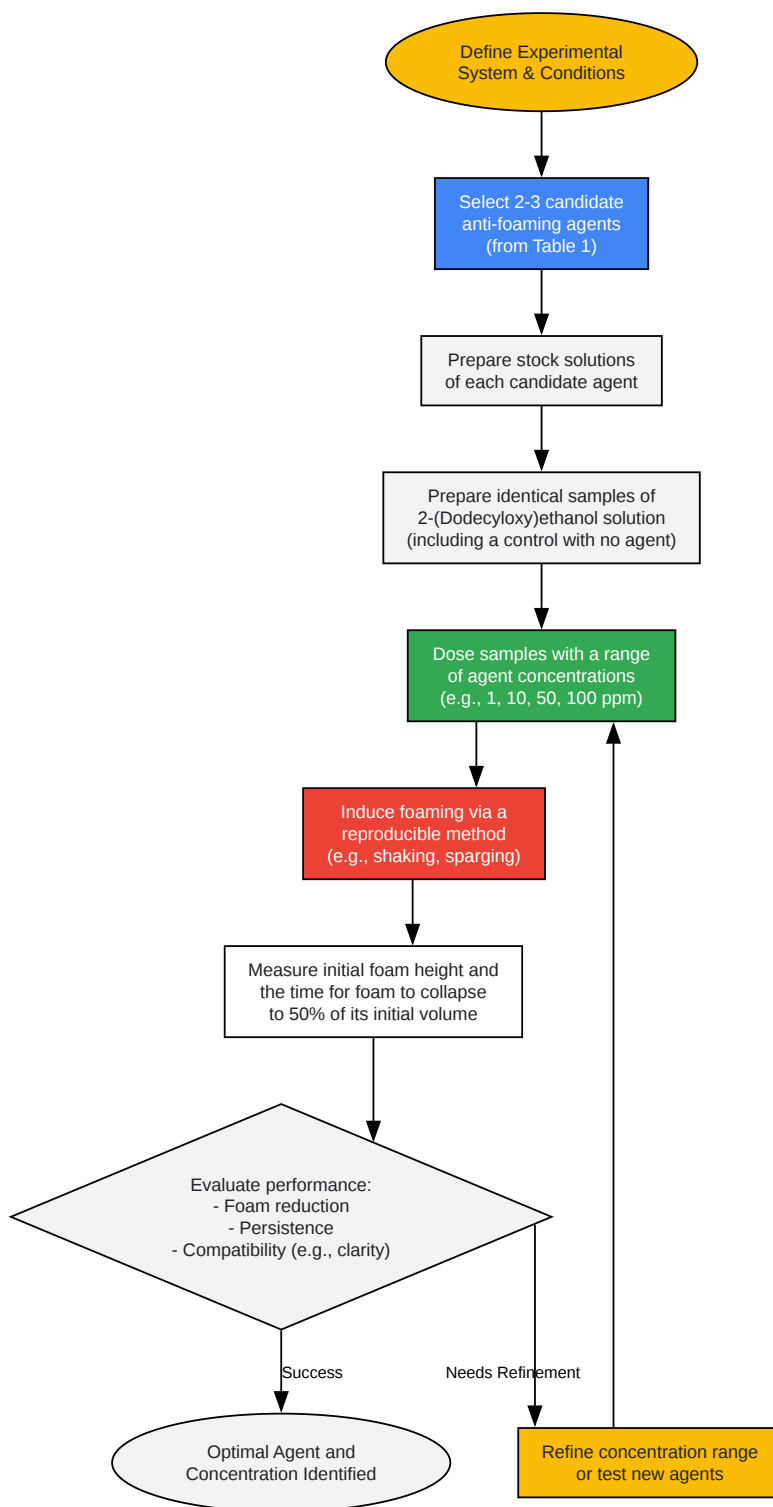 Define Experimental
System & Conditions
Select 2-3 candidate
anti-foaming agents
(from Table 1)
Prepare stock solutions
of each candidate agent
Prepare identical samples of
2-(Dodecyloxy)ethanol solution
(including a control with no agent)
Dose samples with a range
of agent concentrations
(e.g., 1, 10, 50, 100 ppm)
Induce foaming via a
reproducible method
(e.g., shaking, sparging)
Measure initial foam height and
the time for foam to collapse
to 50% of its initial volume
Evaluate performance:
- Foam reduction
- Persistence
- Compatibility (e.g., clarity)
Success
Needs Refinement
Optimal Agent and
Concentration Identified
Refine concentration range
or test new agents